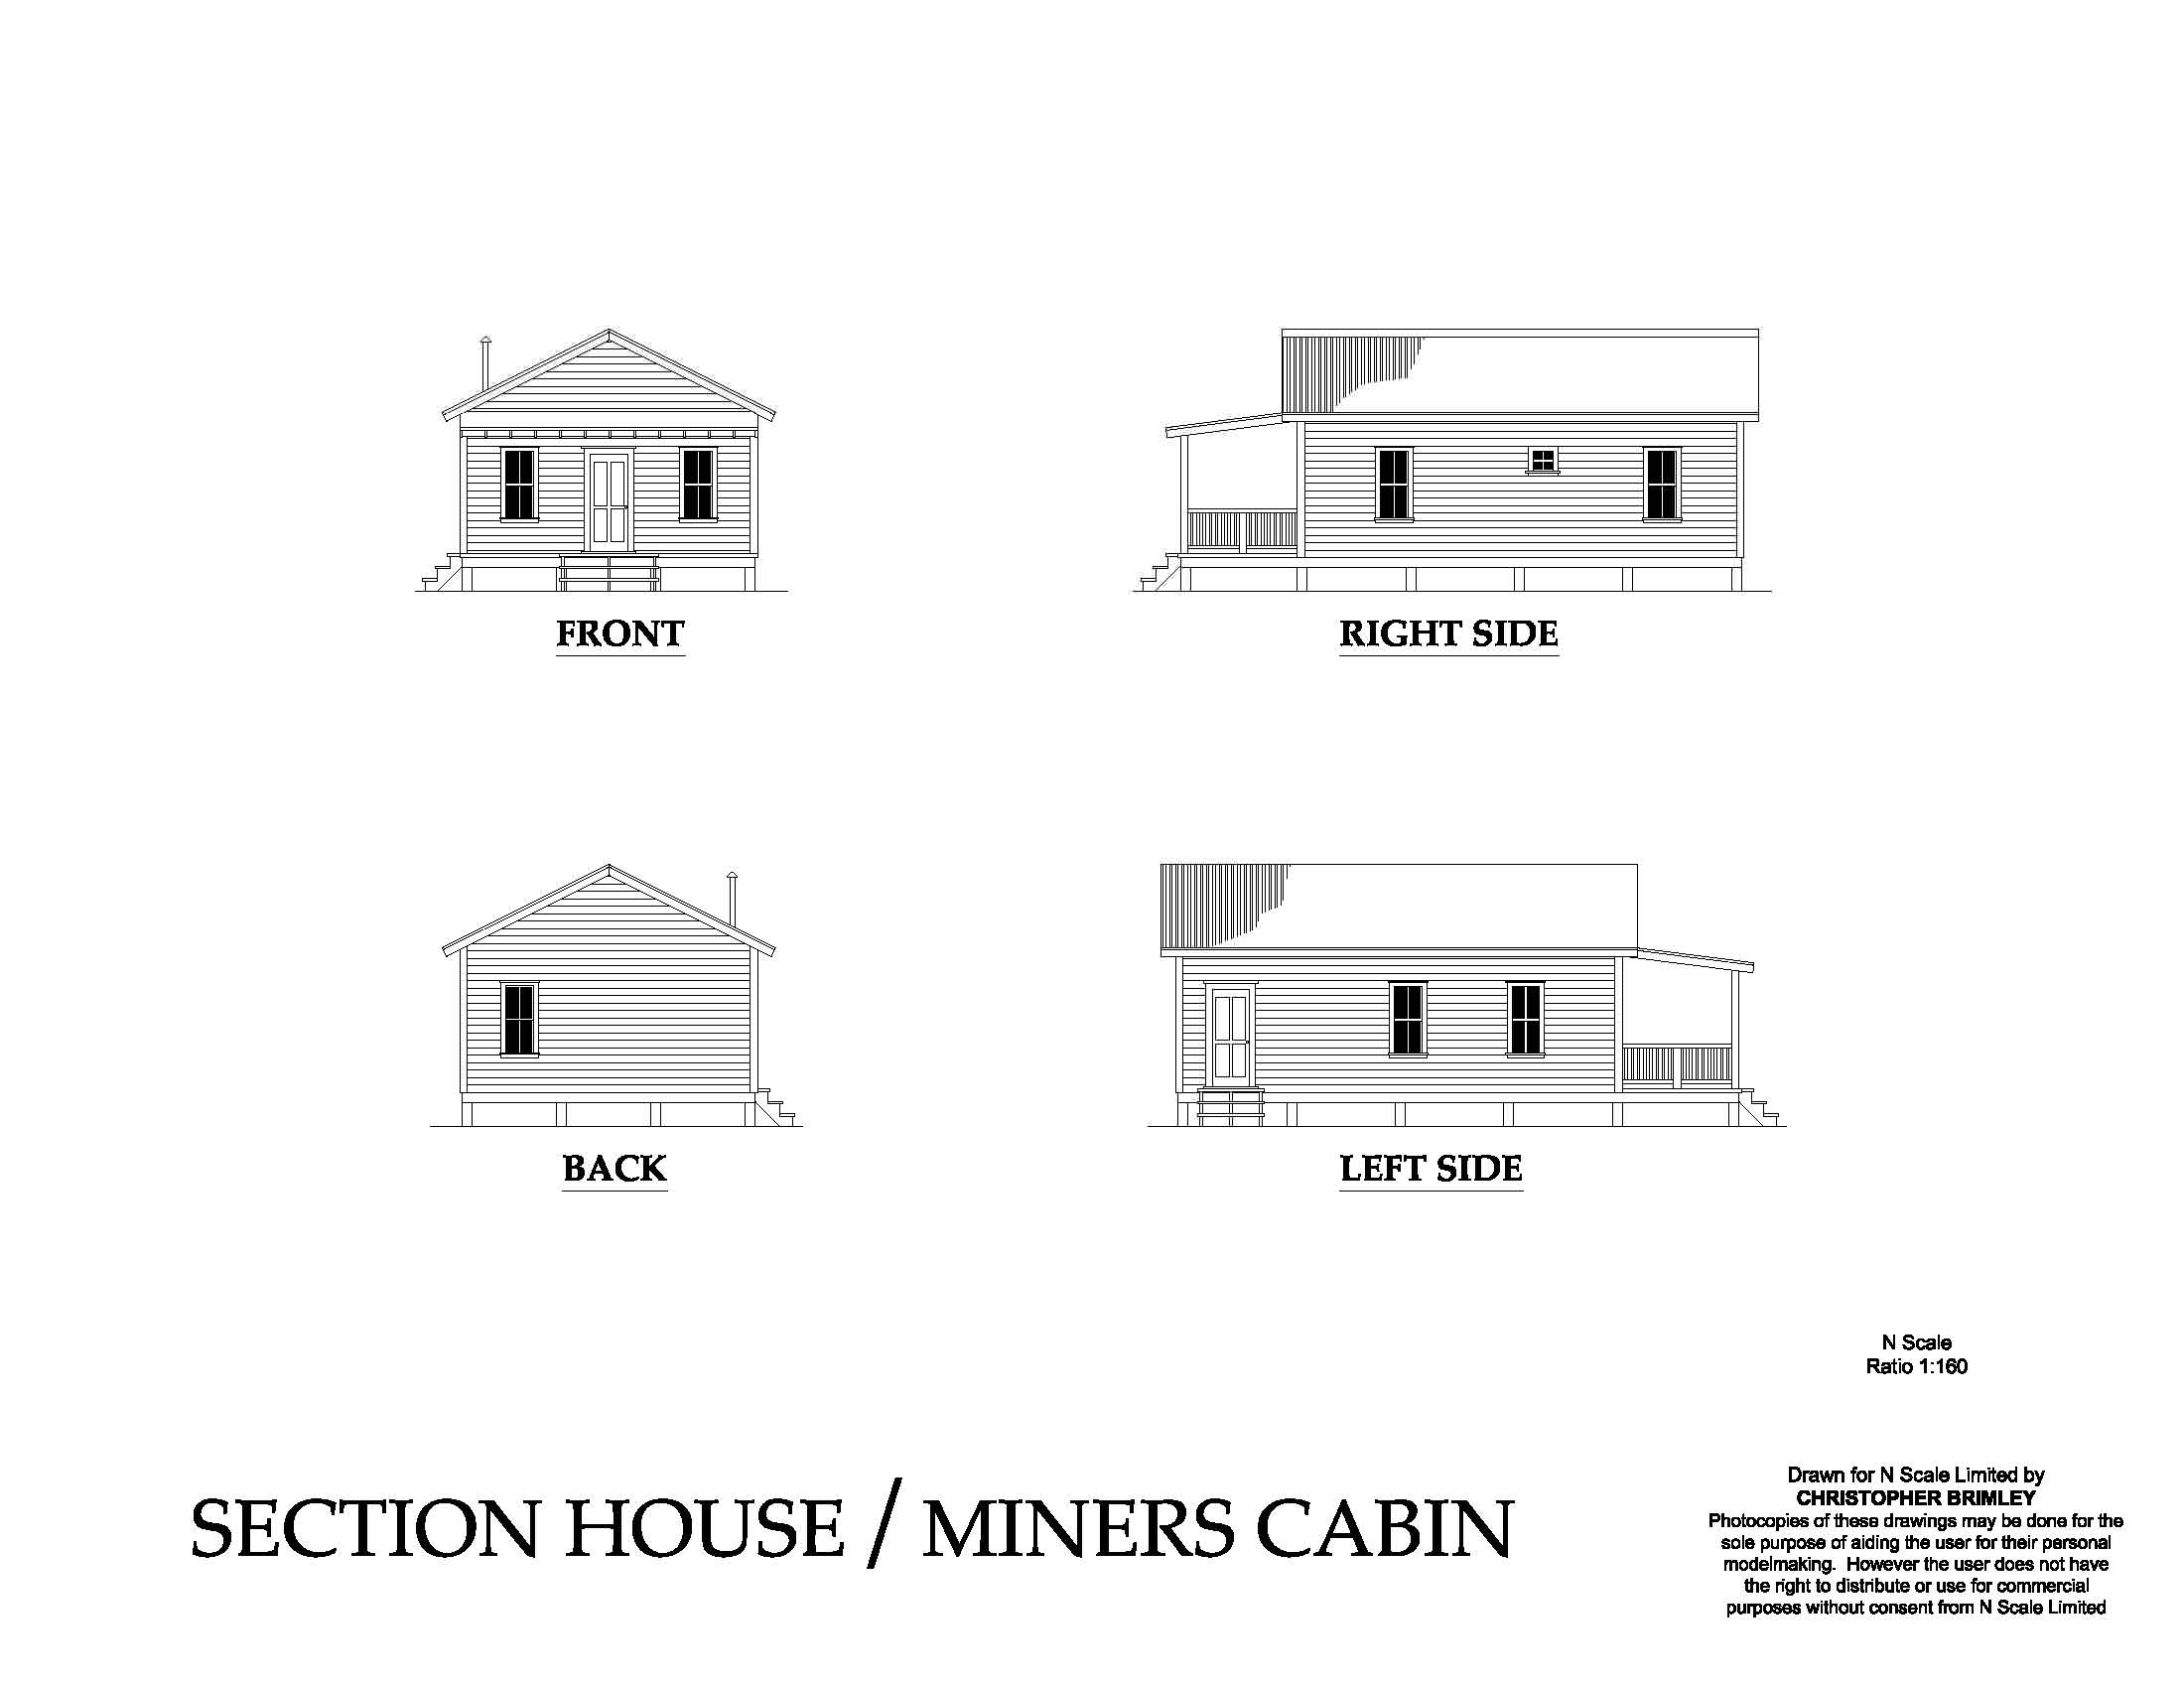 FRONT
RIGHT SIDE
BACK
LEFT SIDE
N Scale
Ratio 1:160
SECTION HOUSE / MINERS CABIN
Drawn for N Scale Limited by
CHRISTOPHER BRIMLEY
Photocopies of these drawings may be done for the
sole purpose of aiding the user for their personal
modelmaking.  However the user does not have
the right to distribute or use for commercial
purposes without consent from N Scale Limited